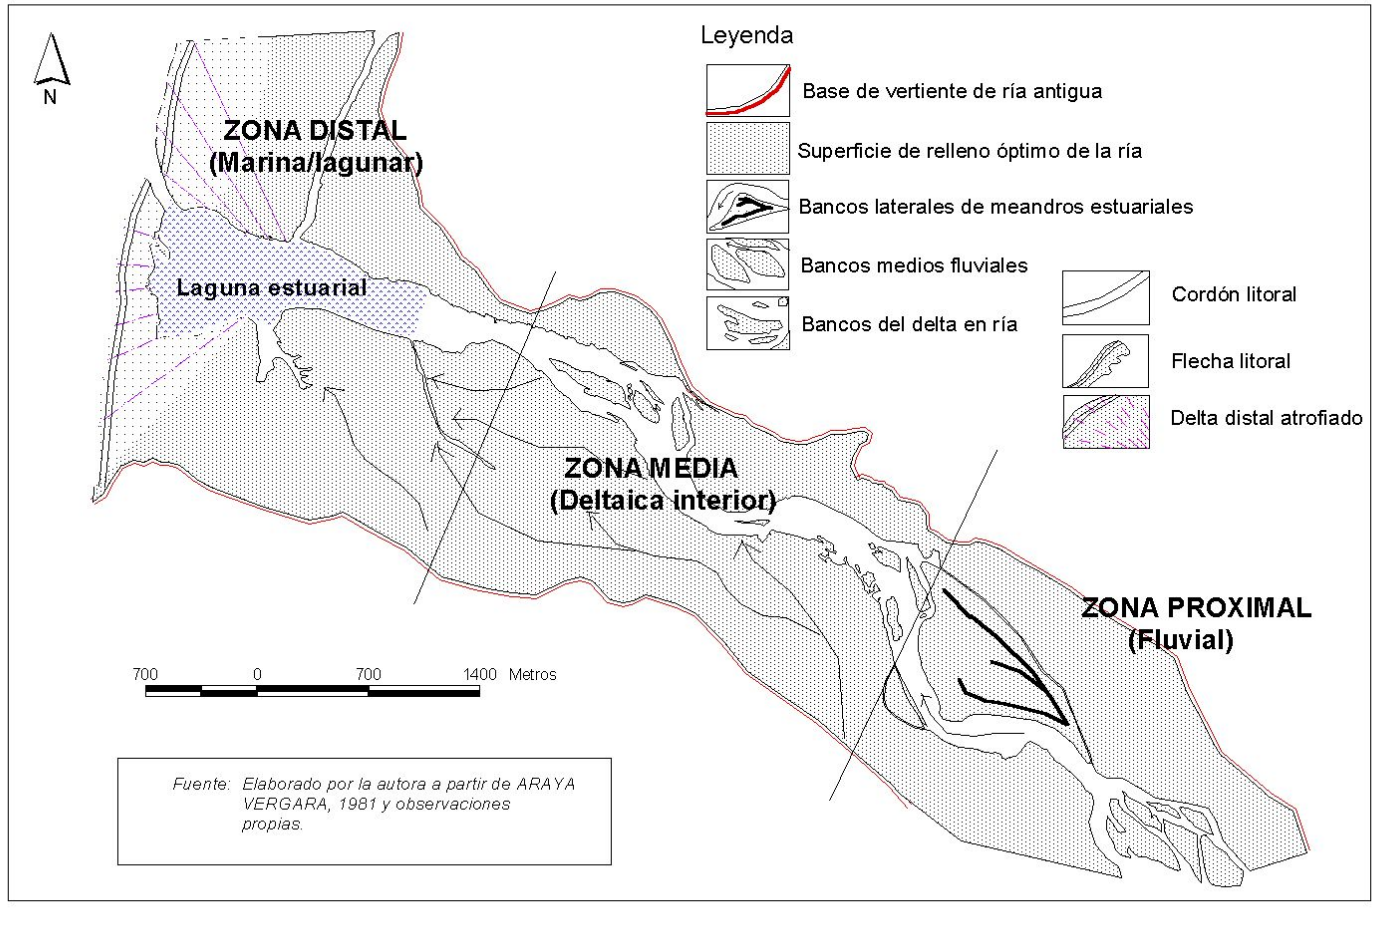 N
ZONA DISTAL
(Marina/lagunar)
Laguna estuarial
ZONA MEDIA
(Deltaica interior)
ZONA PROXIMAL
(Fluvial)
Leyenda
Base de vertiente de ría antigua
Superficie de relleno óptimo de la ría
Bancos laterales de meandros estuariales
Bancos medios fluviales
Bancos del delta en ría
Cordón litoral
Flecha litoral
Delta distal atrofiado
700 0 700 1400 Metros
Fuente: Elaborado por la autora a partir de ARAYA
VERGARA, 1981 y observaciones
propias.